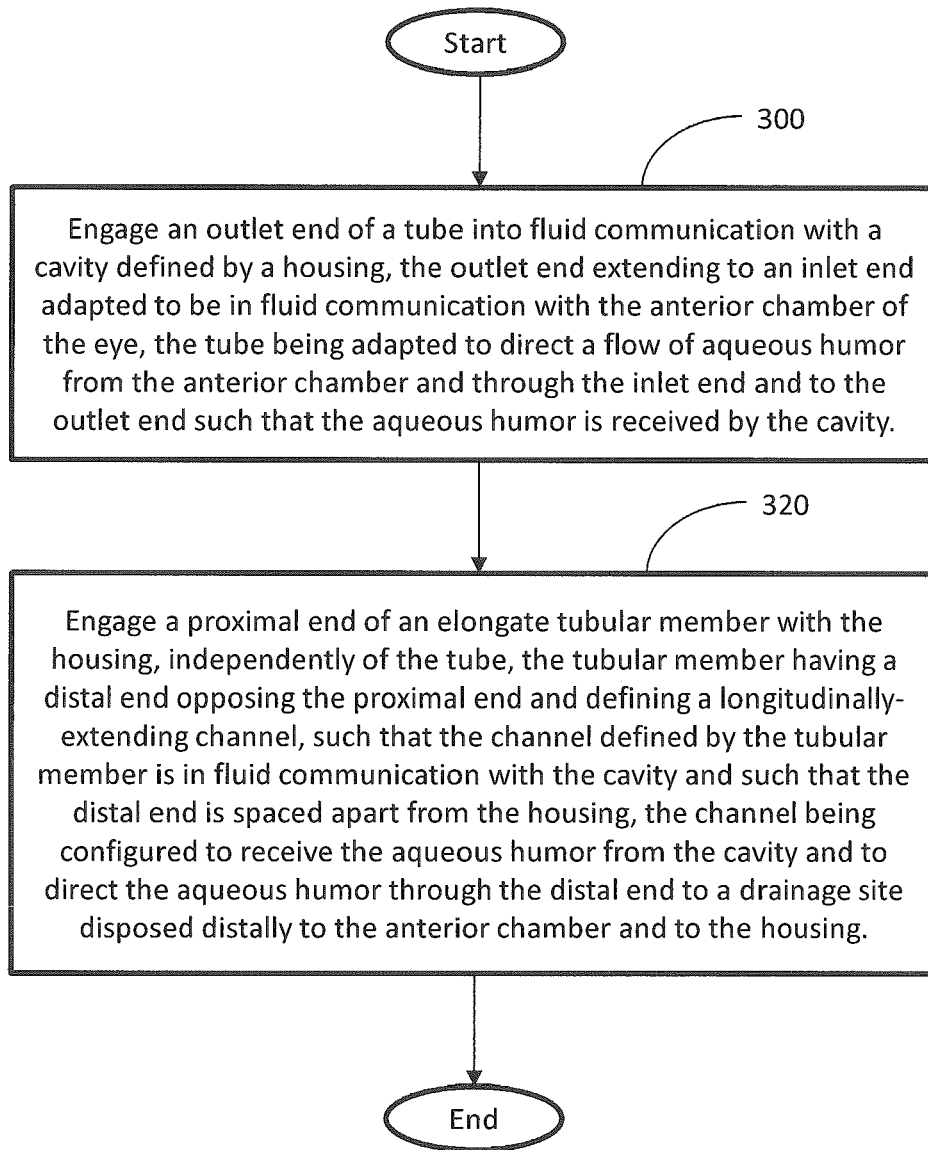 Start
300
Engage an outlet end of a tube into fluid communication with a
cavity defined by a housing, the outlet end extending to an inlet end
adapted to be in fluid communication with the anterior chamber of
the eye, the tube being adapted to direct a flow of aqueous humor
from the anterior chamber and through the inlet end and to the
outlet end such that the aqueous humor is received by the cavity.
320
Engage a proximal end of an elongate tubular member with the
housing, independently of the tube, the tubular member having a
distal end opposing the proximal end and defining a longitudinally-
extending channel, such that the channel defined by the tubular
member is in fluid communication with the cavity and such that the
distal end is spaced apart from the housing, the channel being
configured to receive the aqueous humor from the cavity and to
direct the aqueous humor through the distal end to a drainage site
disposed distally to the anterior chamber and to the housing.
End